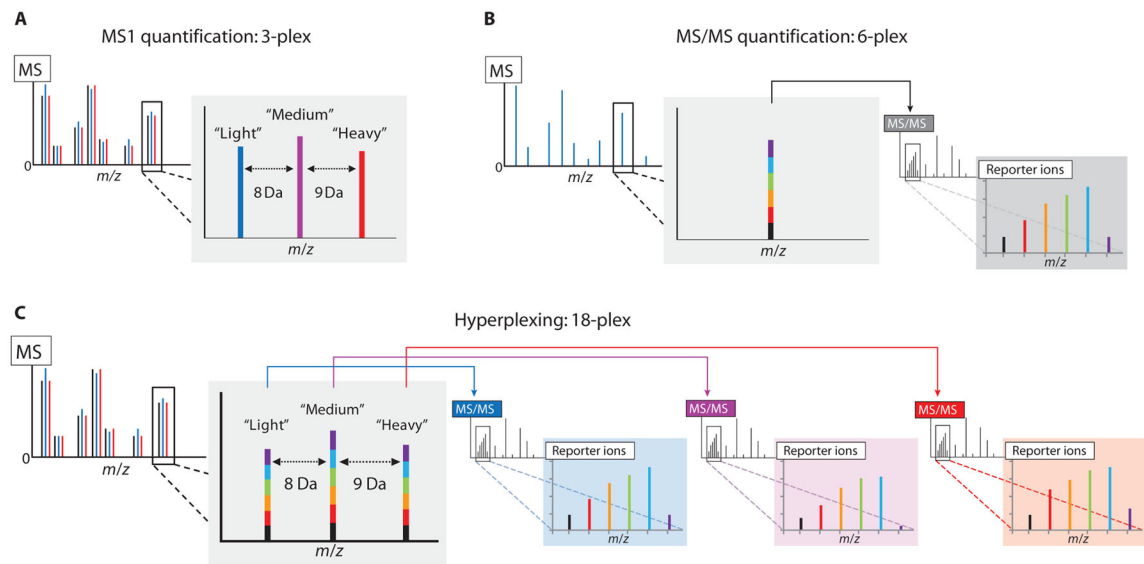 A
MS1 quantification: 3-plex
MS
0
m/z
"Light"
"Medium"
"Heavy"
8 Da
9 Da
m/z
B
MS/MS quantification: 6-plex
MS
0
m/z
m/z
MS/MS
Reporter ions
m/z
C
Hyperplexing: 18-plex
MS
0
m/z
"Light"
"Medium"
"Heavy"
8 Da
9 Da
m/z
MS/MS
Reporter ions
m/z
MS/MS
Reporter ions
m/z
MS/MS
Reporter ions
m/z